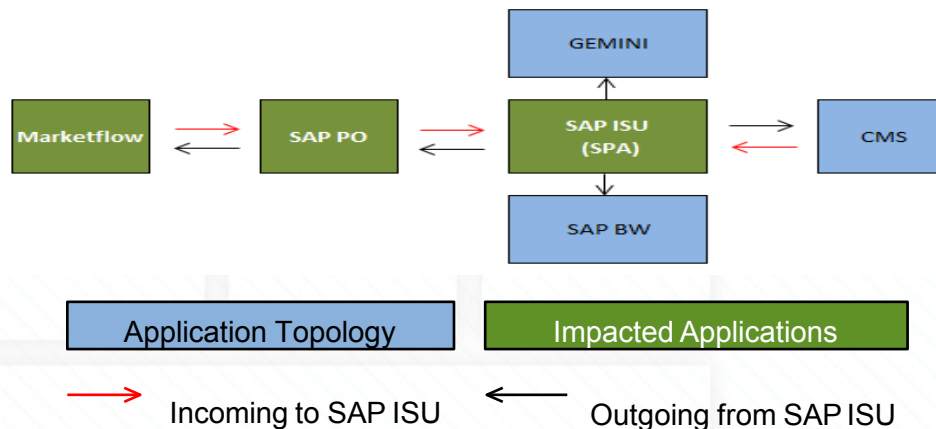 GEMINI
Marketflow
SAP PO
SAP ISU
(SPA)
CMS
SAP BW
Application Topology
Impacted Applications
Incoming to SAP ISU
Outgoing from SAP ISU